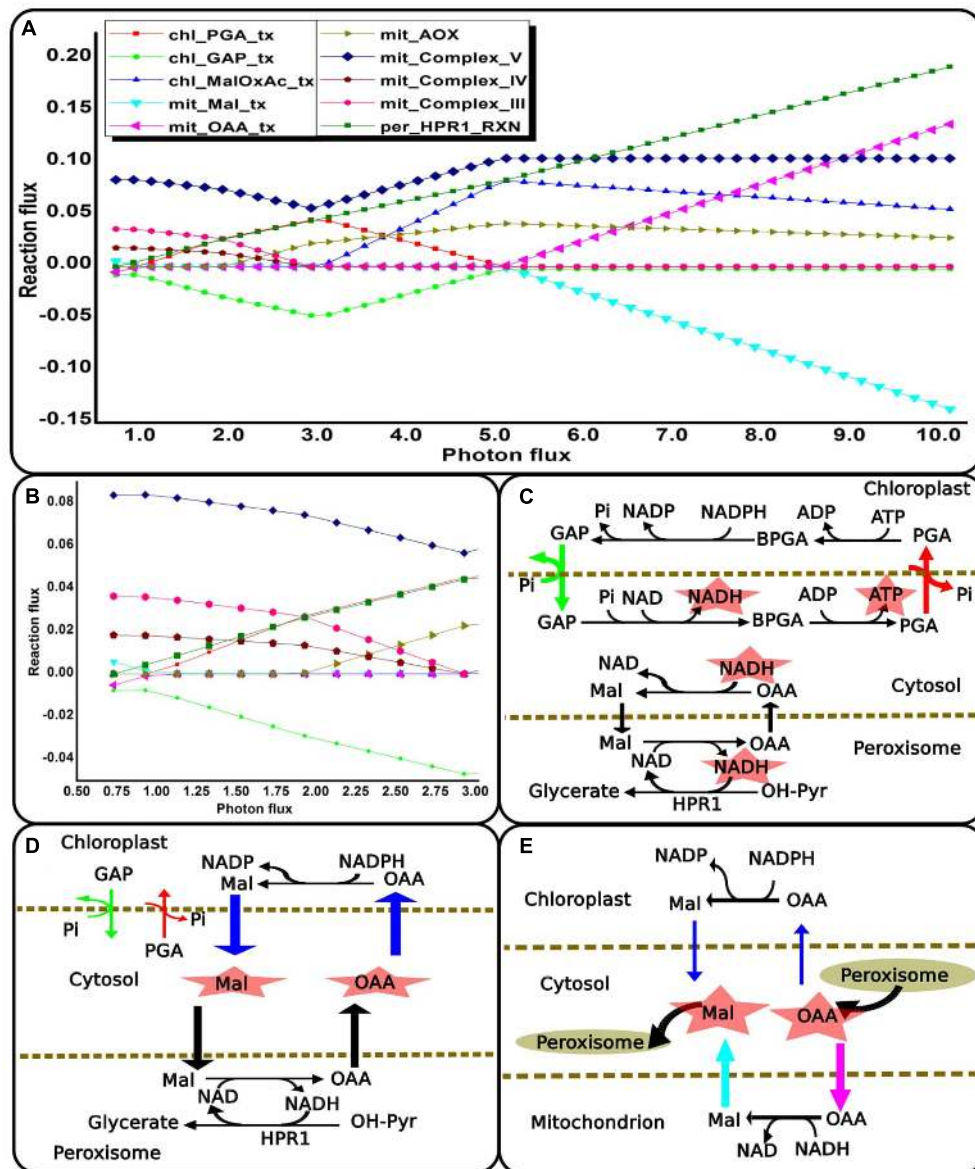 A
chl_PGA_tx
chl_GAP_tx
chl_MalOxAc_tx
mit_Mal_tx
mit_OAA_tx
mit_AOX
mit_Complex_V
mit_Complex_IV
mit_Complex_III
per_HPR1_RXN
Reaction flux
0.20
0.15
0.10
0.05
0.00
-0.05
-0.10
-0.15
1.0 2.0 3.0 4.0 5.0 6.0 7.0 8.0 9.0 10.0
Photon flux
B
Reaction flux
0.08
0.06
0.04
0.02
0.00
-0.02
-0.04
0.50 0.75 1.00 1.25 1.50 1.75 2.00 2.25 2.50 2.75 3.00
Photon flux
C
Chloroplast
Pi NADP NADPH ADP ATP
GAP BPGA PGA
Pi Pi
Pi NAD NADH ADP ATP
GAP BPGA PGA
NAD NADH
Mal OAA
Cytosol
Mal OAA
Peroxisome
NAD NADH
Glycerate OH-Pyr
HPR1
D
Chloroplast
GAP NADP NADPH
Mal OAA
Pi Pi
PGA
Cytosol
Mal OAA
Mal OAA
NAD NADH
Glycerate OH-Pyr
HPR1
Peroxisome
E
NADP NADPH
Chloroplast
Mal OAA
Cytosol
Peroxisome
Mal OAA
Peroxisome
Mitochondrion
Mal OAA
NAD NADH